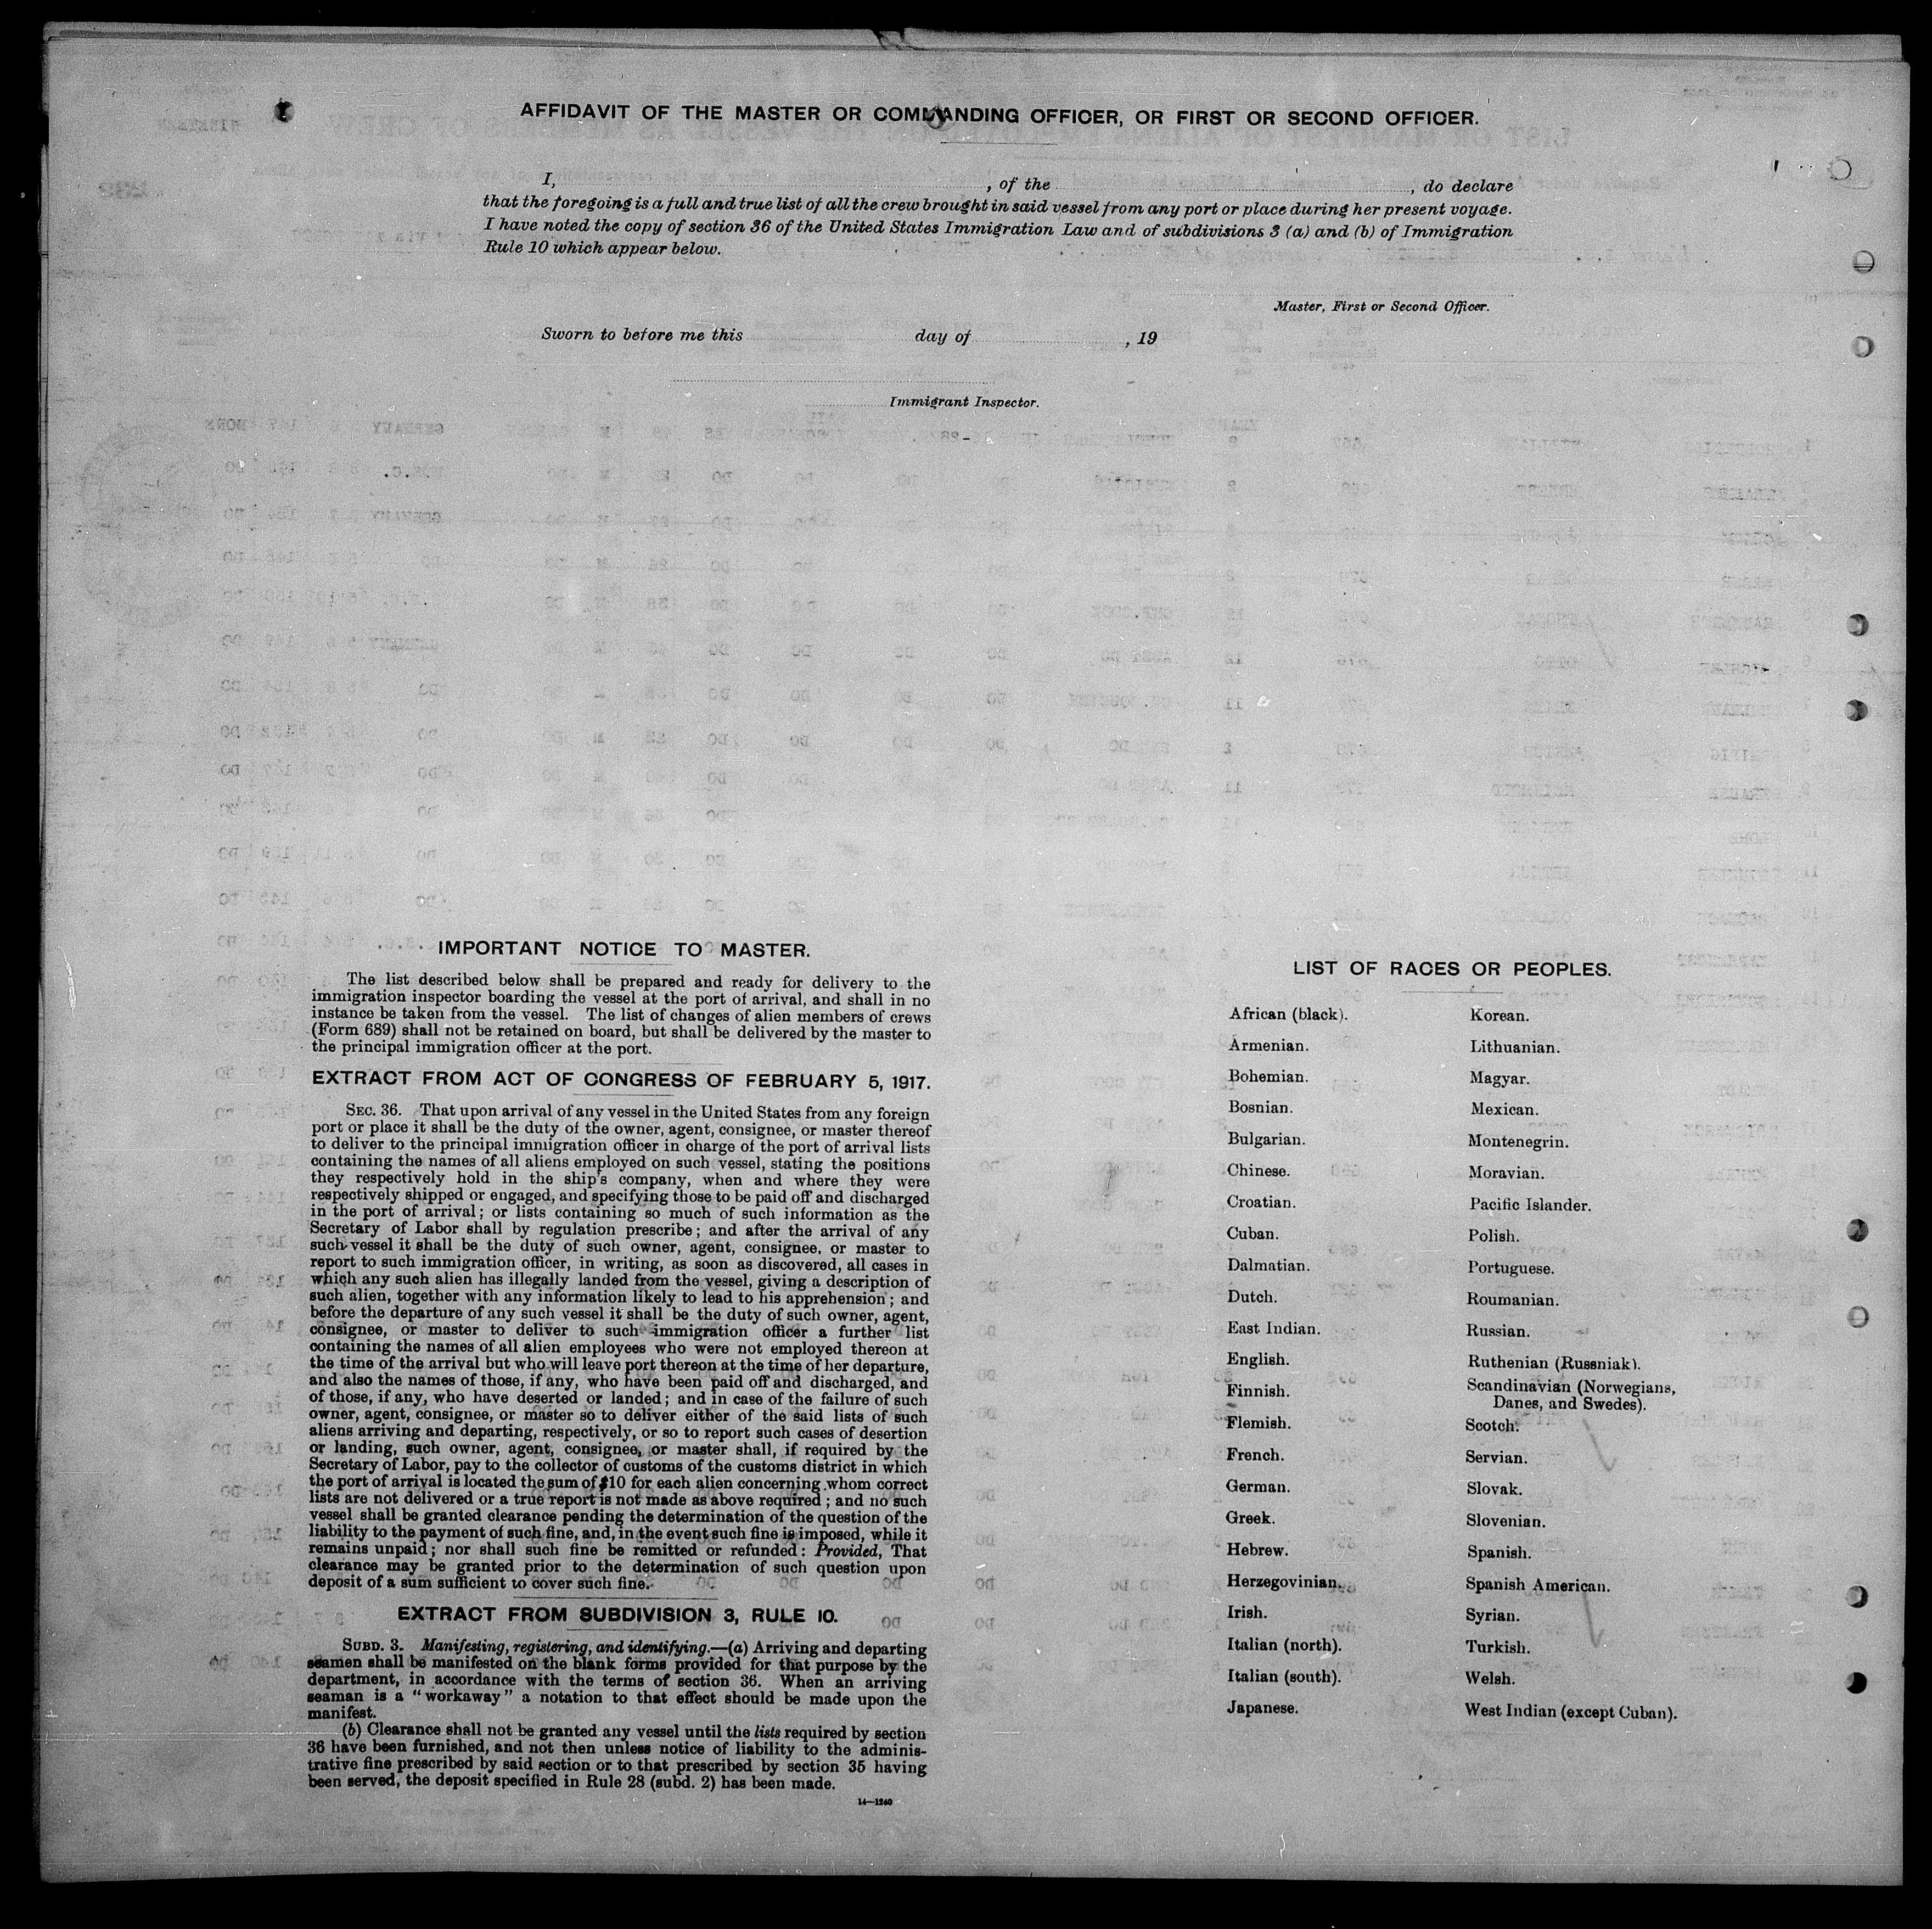 AFFIDAVIT OF THE MASTER OR COMMANDING OFFICER, OR FIRST OR SECOND OFFICER.
I, , of the , do declare
that the foregoing is a full and true list of all the crew brought in said vessel from any port or place during her present voyage.
I have noted the copy of section 36 of the United States Immigration Law and of subdivisions 3 (a) and (b) of Immigration
Rule 10 which appear below.
Master, First or Second Officer.
Sworn to before me this day of , 19
Immigrant Inspector.
IMPORTANT NOTICE TO MASTER.
The list described below shall be prepared and ready for delivery to the
immigration inspector boarding the vessel at the port of arrival, and shall in no
instance be taken from the vessel. The list of changes of alien members of crews
(Form 689) shall not be retained on board, but shall be delivered by the master to
the principal immigration officer at the port.
EXTRACT FROM ACT OF CONGRESS OF FEBRUARY 5, 1917.
SEC. 36. That upon arrival of any vessel in the United States from any foreign
port or place it shall be the duty of the owner, agent, consignee, or master thereof
to deliver to the principal immigration officer in charge of the port of arrival lists
containing the names of all aliens employed on such vessel, stating the positions
they respectively hold in the ship's company, when and where they were
respectively shipped or engaged, and specifying those to be paid off and discharged
in the port of arrival; or lists containing so much of such information as the
Secretary of Labor shall by regulation prescribe; and after the arrival of any
such vessel it shall be the duty of such owner, agent, consignee, or master to
report to such immigration officer, in writing, as soon as discovered, all cases in
which any such alien has illegally landed from the vessel, giving a description of
such alien, together with any information likely to lead to his apprehension; and
before the departure of any such vessel it shall be the duty of such owner, agent,
consignee, or master to deliver to such immigration officer a further list
containing the names of all alien employees who were not employed thereon at
the time of the arrival but who will leave port thereon at the time of her departure,
and also the names of those, if any, who have been paid off and discharged, and
of those, if any, who have deserted or landed; and in case of the failure of such
owner, agent, consignee, or master so to deliver either of the said lists of such
aliens arriving and departing, respectively, or so to report such cases of desertion
or landing, such owner, agent, consignee, or master shall, if required by the
Secretary of Labor, pay to the collector of customs of the customs district in which
the port of arrival is located the sum of $10 for each alien concerning whom correct
lists are not delivered or a true report is not made as above required; and no such
vessel shall be granted clearance pending the determination of the question of the
liability to the payment of such fine, and, in the event such fine is imposed, while it
remains unpaid; nor shall such fine be remitted or refunded: Provided, That
clearance may be granted prior to the determination of such question upon
deposit of a sum sufficient to cover such fine.
EXTRACT FROM SUBDIVISION 3, RULE 10.
SUBD. 3. Manifesting, registering, and identifying.—(a) Arriving and departing
seamen shall be manifested on the blank forms provided for that purpose by the
department, in accordance with the terms of section 36. When an arriving
seaman is a "workaway" a notation to that effect should be made upon the
manifest.
(b) Clearance shall not be granted any vessel until the lists required by section
36 have been furnished, and not then unless notice of liability to the adminis-
trative fine prescribed by said section or to that prescribed by section 35 having
been served, the deposit specified in Rule 28 (subd. 2) has been made.
14—1240
LIST OF RACES OR PEOPLES.
African (black).
Armenian.
Bohemian.
Bosnian.
Bulgarian.
Chinese.
Croatian.
Cuban.
Dalmatian.
Dutch.
East Indian.
English.
Finnish.
Flemish.
French.
German.
Greek.
Hebrew.
Herzegovinian.
Irish.
Italian (north).
Italian (south).
Japanese.
Korean.
Lithuanian.
Magyar.
Mexican.
Montenegrin.
Moravian.
Pacific Islander.
Polish.
Portuguese.
Roumanian.
Russian.
Ruthenian (Russniak).
Scandinavian (Norwegians,
Danes, and Swedes).
Scotch.
Servian.
Slovak.
Slovenian.
Spanish.
Spanish American.
Syrian.
Turkish.
Welsh.
West Indian (except Cuban).